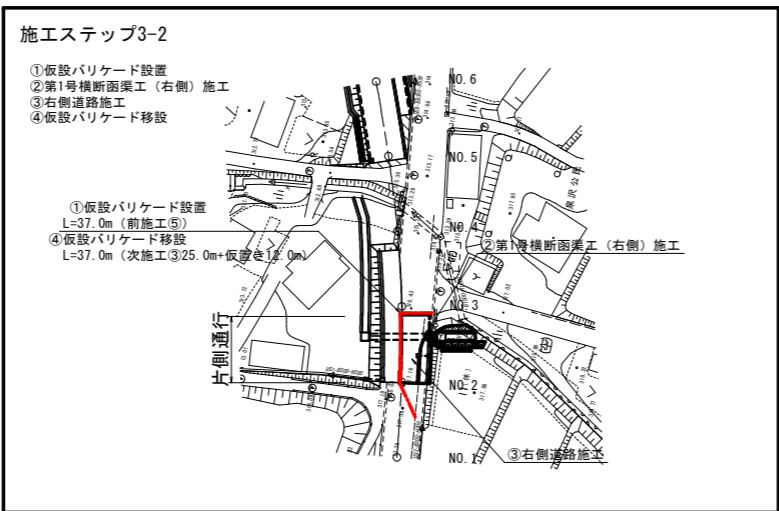 施工ステップ3-2
①仮設バリケード設置
②第1号横断函渠工（右側）施工
③右側道路施工
④仮設バリケード移設
NO.6
NO.5
①仮設バリケード設置
L=37.0m（前施工⑤）
④仮設バリケード移設
L=37.0m（次施工③25.0m+仮置き12.0m）
NO.4
②第1号横断函渠工（右側）施工
NO.3
片側通行
NO.2
NO.1
③右側道路施工